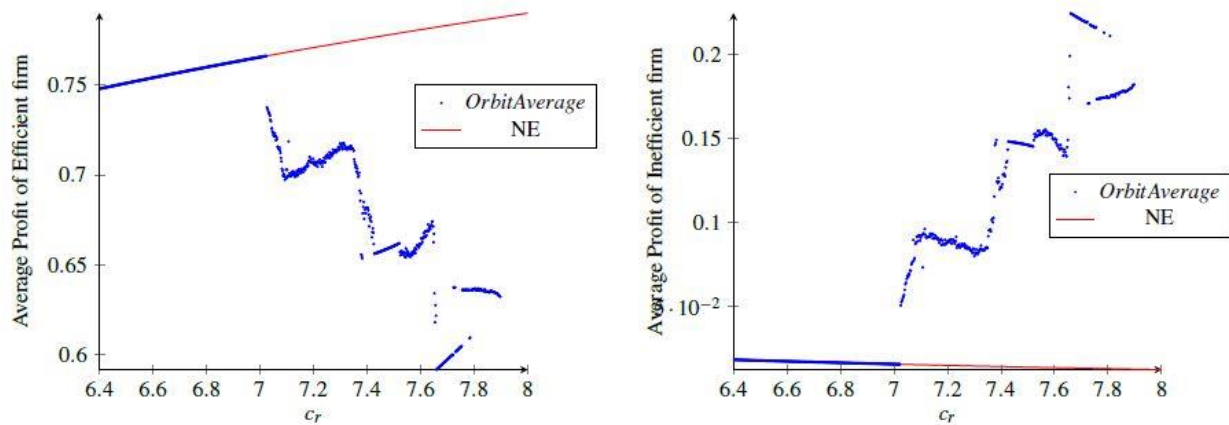 Average Profit of Efficient firm
0.75
0.7
0.65
0.6
6.4 6.6 6.8 7 7.2 7.4 7.6 7.8 8
c_r
OrbitAverage
NE
Average Profit of Inefficient firm
0.2
0.15
0.1
5 · 10⁻²
6.4 6.6 6.8 7 7.2 7.4 7.6 7.8 8
c_r
OrbitAverage
NE